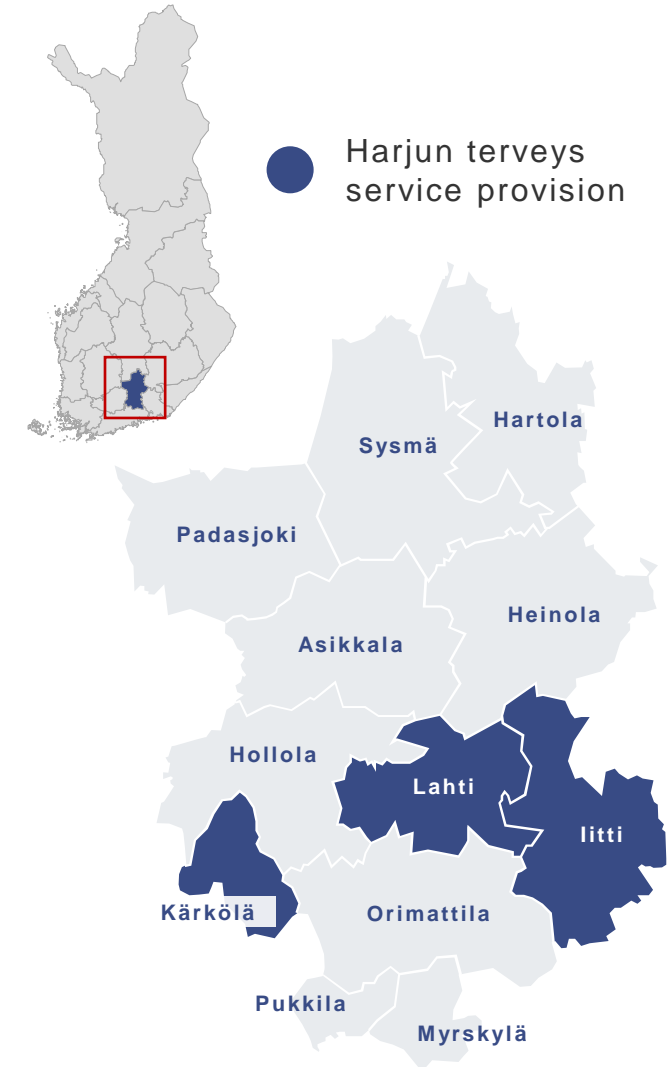 Harjun terveys
service provision
Hartola
Sysmä
Padasjoki
Heinola
Asikkala
Hollola
Lahti
Iitti
Kärkölä
Orimattila
Pukkila
Myrskylä